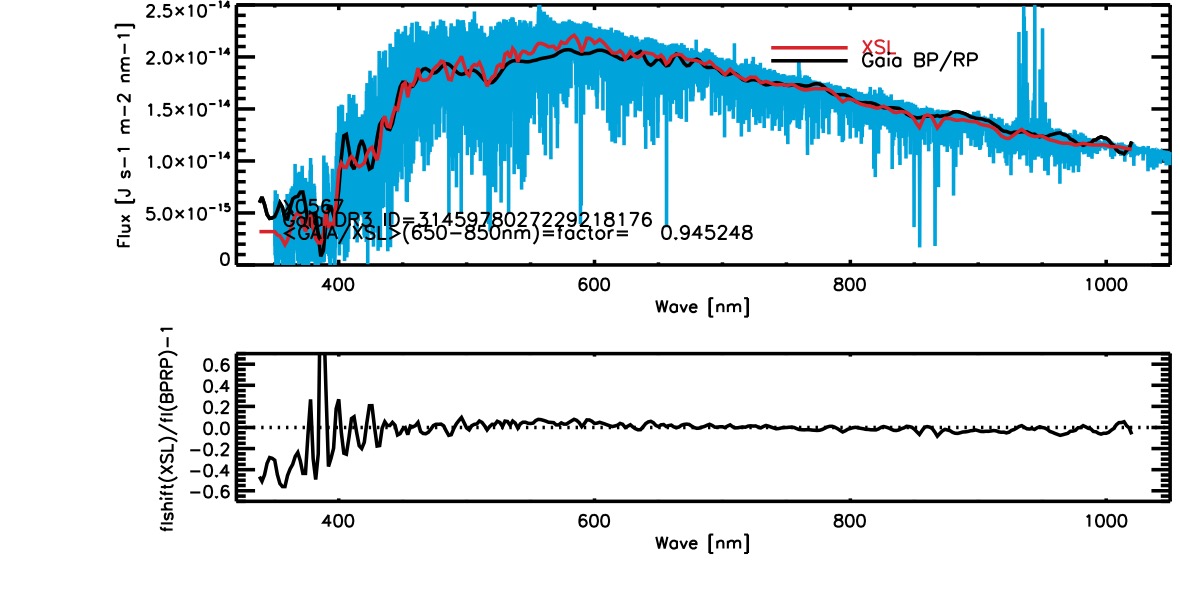 2.5×10−14
2.0×10−14
1.5×10−14
1.0×10−14
5.0×10−15
0
Flux [J s−1 m−2 nm−1]
XSL
Gaia BP/RP
X0567
Gaia DR3 ID=3145978027229218176
<GAIA/XSL>(650−850nm)=factor= 0.945248
400 600 800 1000
Wave [nm]
0.6
0.4
0.2
0.0
−0.2
−0.4
−0.6
flshift(XSL)/fl(BPRP)−1
400 600 800 1000
Wave [nm]